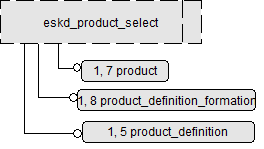 eskd_product_select
1, 7 product
1, 8 product_definition_formation
1, 5 product_definition